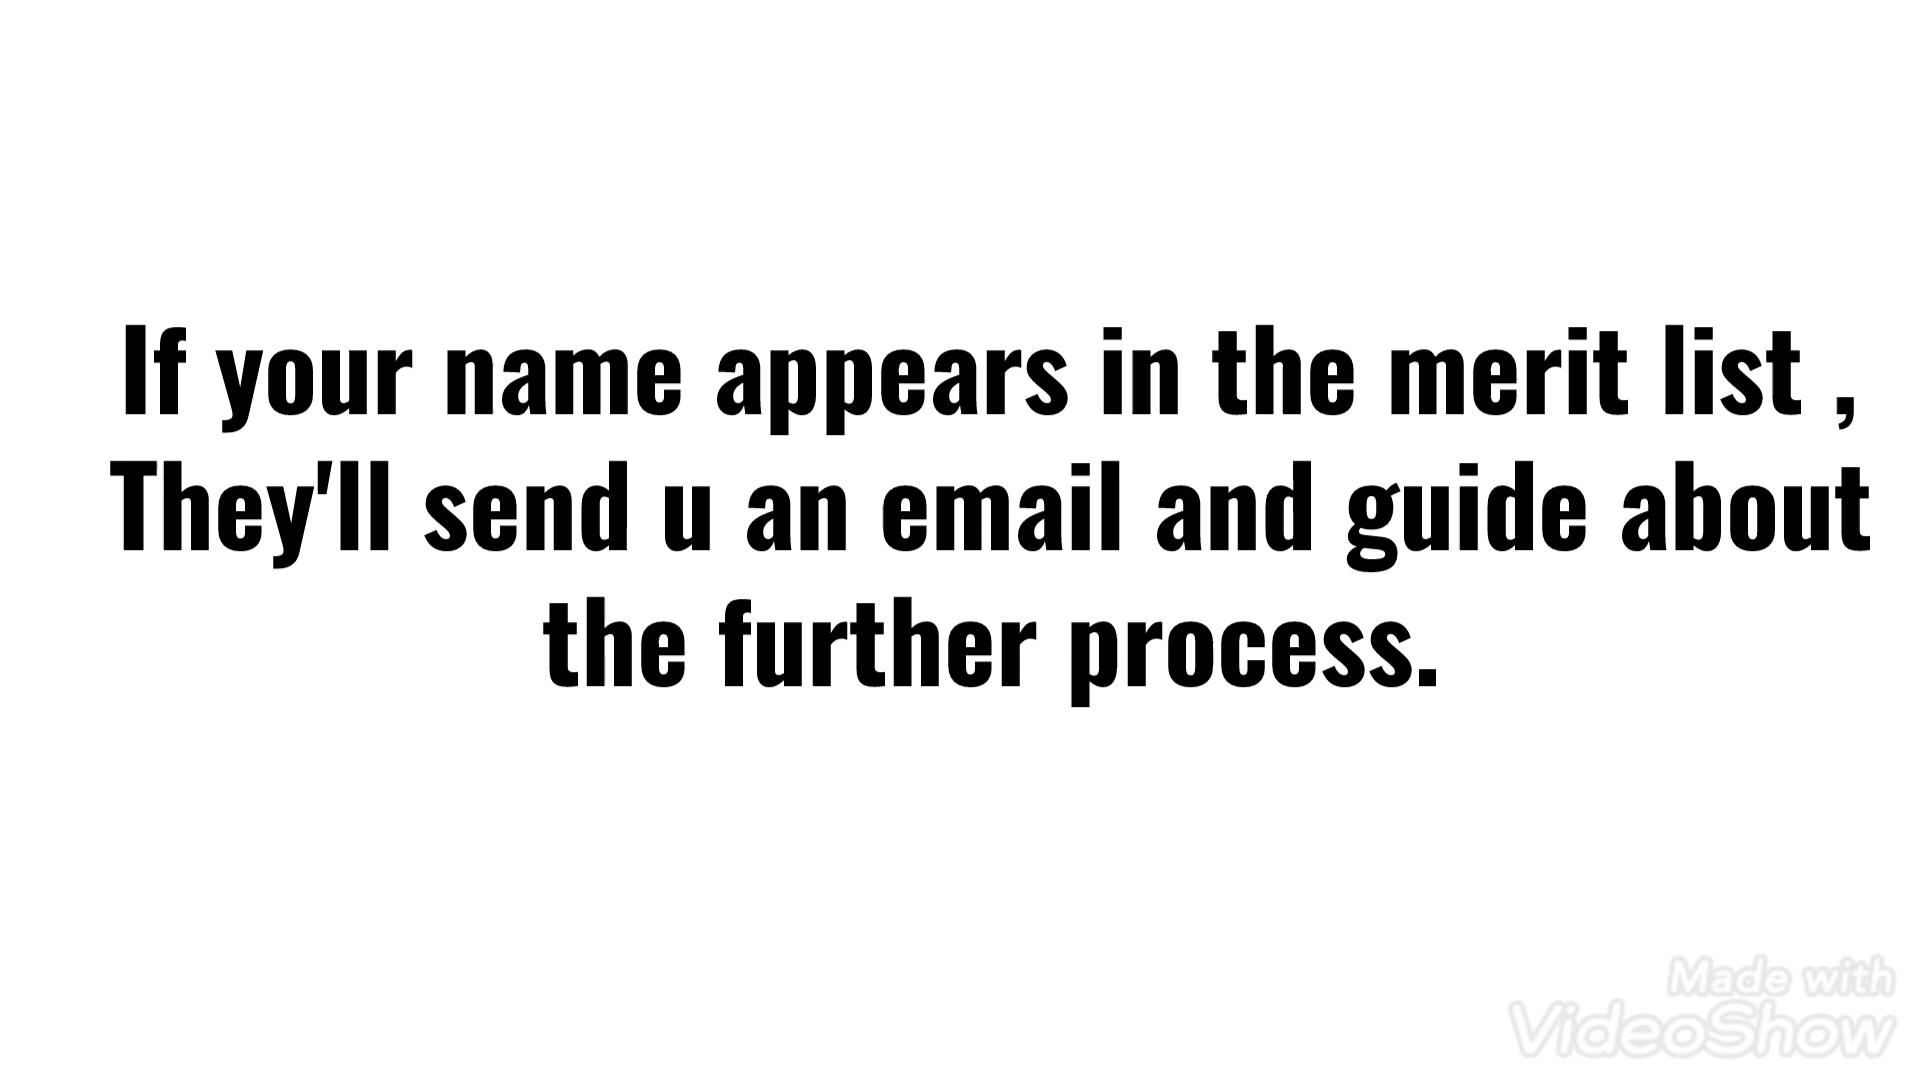 If your name appears in the merit list ,
They'll send u an email and guide about
the further process.
Made with
VideoShow